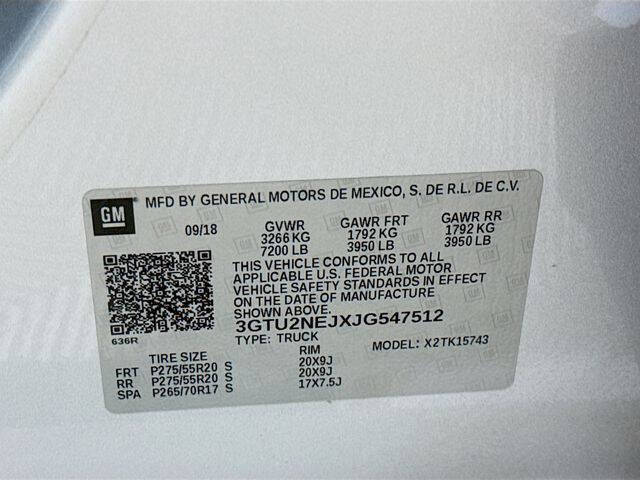 GM
MFD BY GENERAL MOTORS DE MEXICO, S. DE R.L. DE C.V.
09/18 GVWR GAWR FRT GAWR RR
3266 KG 1792 KG 1792 KG
7200 LB 3950 LB 3950 LB
THIS VEHICLE CONFORMS TO ALL
APPLICABLE U.S. FEDERAL MOTOR
VEHICLE SAFETY STANDARDS IN EFFECT
ON THE DATE OF MANUFACTURE
SHOWN ABOVE.
3GTU2NEJXJG547512
636R
TYPE: TRUCK MODEL: X2TK15743
TIRE SIZE RIM
FRT P275/55R20 S 20X9J
RR P275/55R20 S 20X9J
SPA P265/70R17 S 17X7.5J